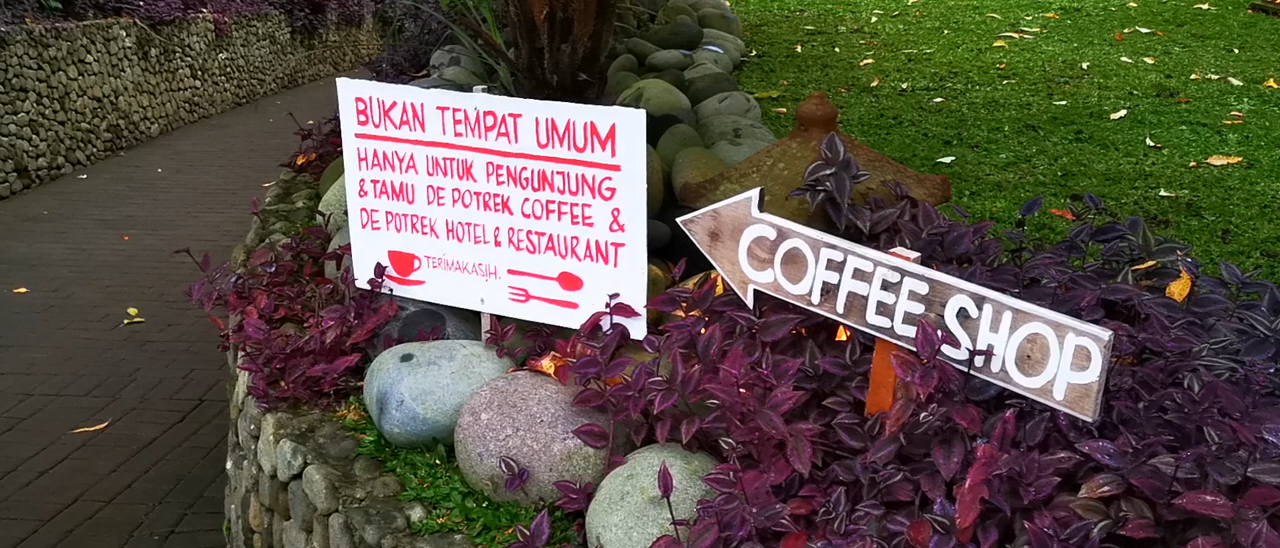 BUKAN TEMPAT UMUM
HANYA UNTUK PENGUNJUNG
& TAMU DE POTREK COFFEE &
DE POTREK HOTEL & RESTAURANT
TERIMAKASIH.
COFFEE SHOP